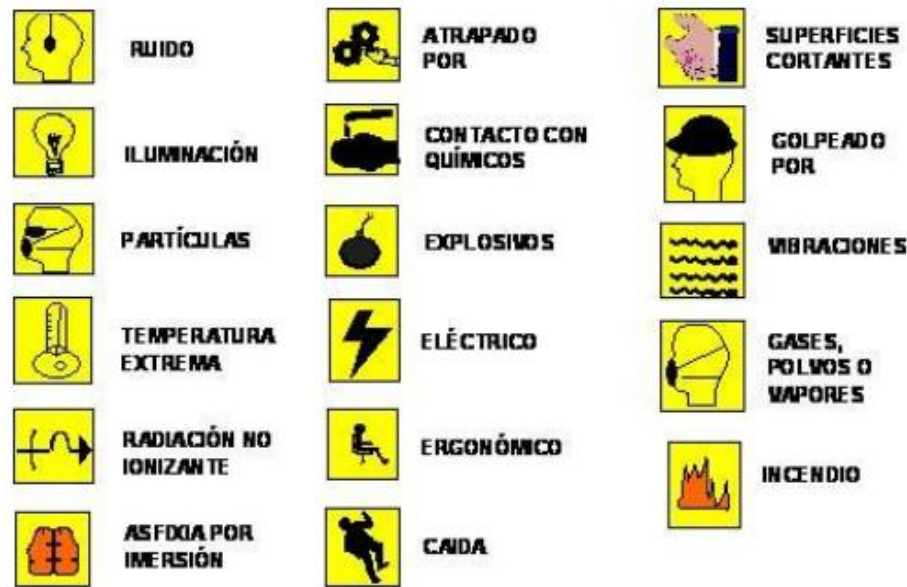 RUIDO
ILUMINACIÓN
PARTÍCULAS
TEMPERATURA
EXTREMA
RADIACIÓN NO
IONIZANTE
ASFIXIA POR
IMERSIÓN
ATRAPADO
POR
CONTACTO CON
QUÍMICOS
EXPLOSIVOS
ELÉCTRICO
ERGONÓMICO
CAIDA
SUPERFICIES
CORTANTES
GOLPEADO
POR
VIBRACIONES
GASES,
POLVOS O
VAPORES
INCENDIO